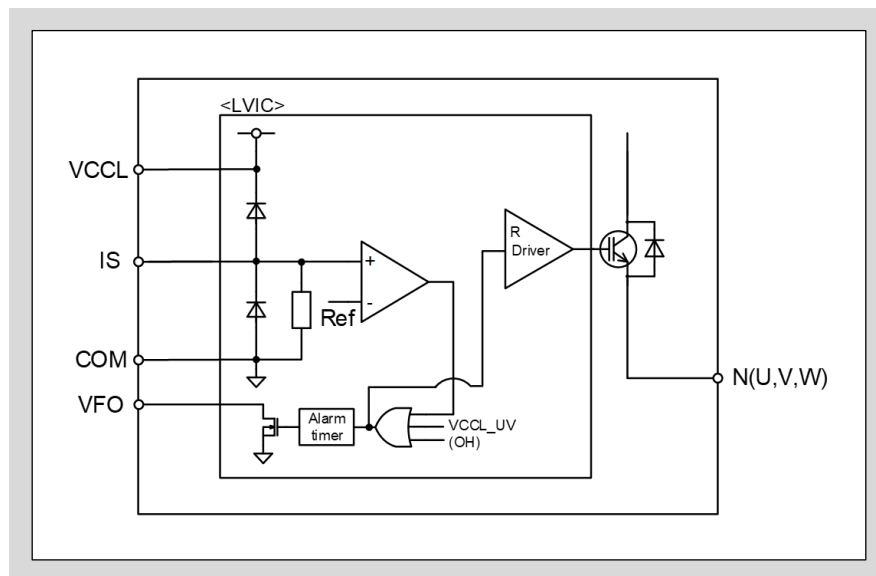 <LVIC>
VCCL
IS
COM
VFO
+
-
Ref
R
Driver
Alarm
timer
VCCL_UV
(OH)
N(U,V,W)